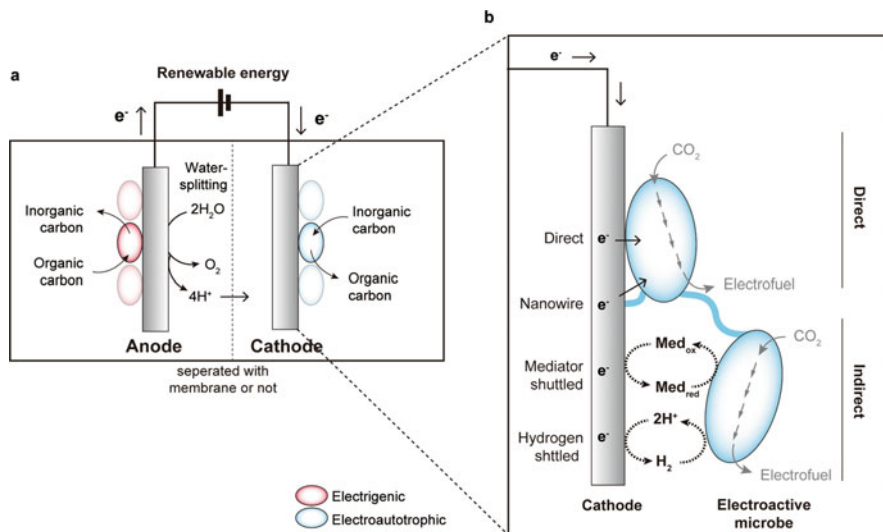 a
Renewable energy
e-
e-
Water-
splitting
2H2O
O2
4H+
Inorganic
carbon
Organic
carbon
Inorganic
carbon
Organic
carbon
Anode
Cathode
seperated with
membrane or not
Electrigenic
Electroautotrophic
b
e-
CO2
Direct
e-
Electrofuel
Nanowire
e-
Direct
Mediator
shuttled
e-
Medox
Medred
CO2
Hydrogen
shttled
e-
2H+
H2
Electrofuel
Indirect
Cathode
Electroactive
microbe